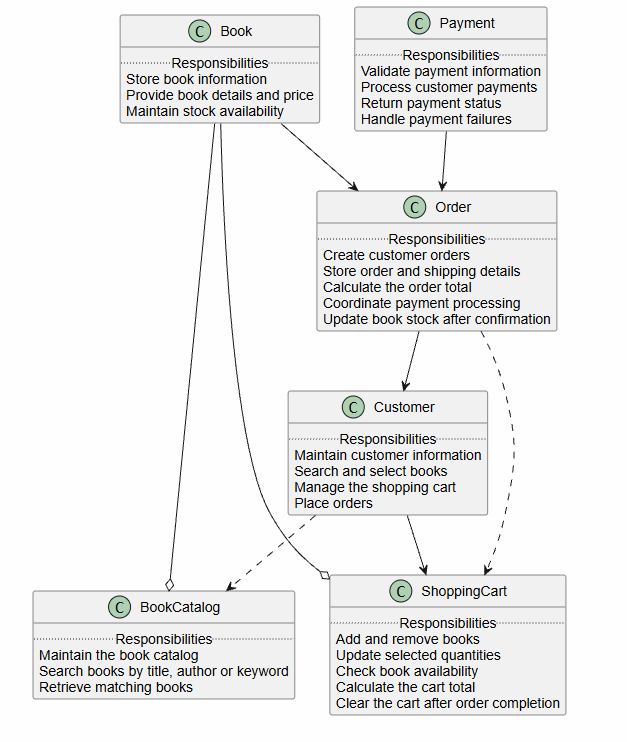 C Book
Responsibilities
Store book information
Provide book details and price
Maintain stock availability
C Payment
Responsibilities
Validate payment information
Process customer payments
Return payment status
Handle payment failures
C Order
Responsibilities
Create customer orders
Store order and shipping details
Calculate the order total
Coordinate payment processing
Update book stock after confirmation
C Customer
Responsibilities
Maintain customer information
Search and select books
Manage the shopping cart
Place orders
C BookCatalog
Responsibilities
Maintain the book catalog
Search books by title, author or keyword
Retrieve matching books
C ShoppingCart
Responsibilities
Add and remove books
Update selected quantities
Check book availability
Calculate the cart total
Clear the cart after order completion